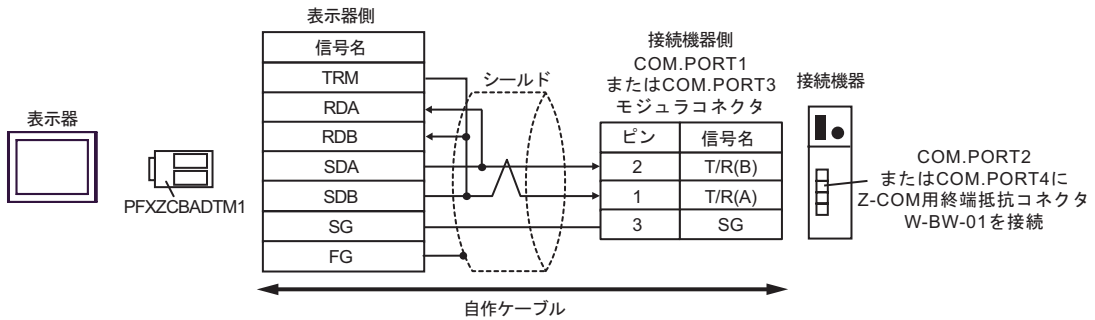 表示器
PFXZCBADTM1
表示器側
信号名
TRM
RDA
RDB
SDA
SDB
SG
FG
シールド
接続機器側
COM.PORT1
またはCOM.PORT3
モジュラコネクタ
ピン 信号名
2 T/R(B)
1 T/R(A)
3 SG
接続機器
COM.PORT2
またはCOM.PORT4に
Z-COM用終端抵抗コネクタ
W-BW-01を接続
自作ケーブル